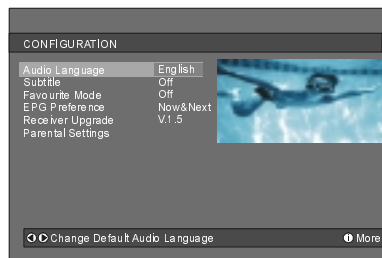 CONFIGURATION
Audio Language English
Subtitle Off
Favourite Mode Off
EPG Preference Now&Next
Receiver Upgrade V.1.5
Parental Settings
Change Default Audio Language
i More